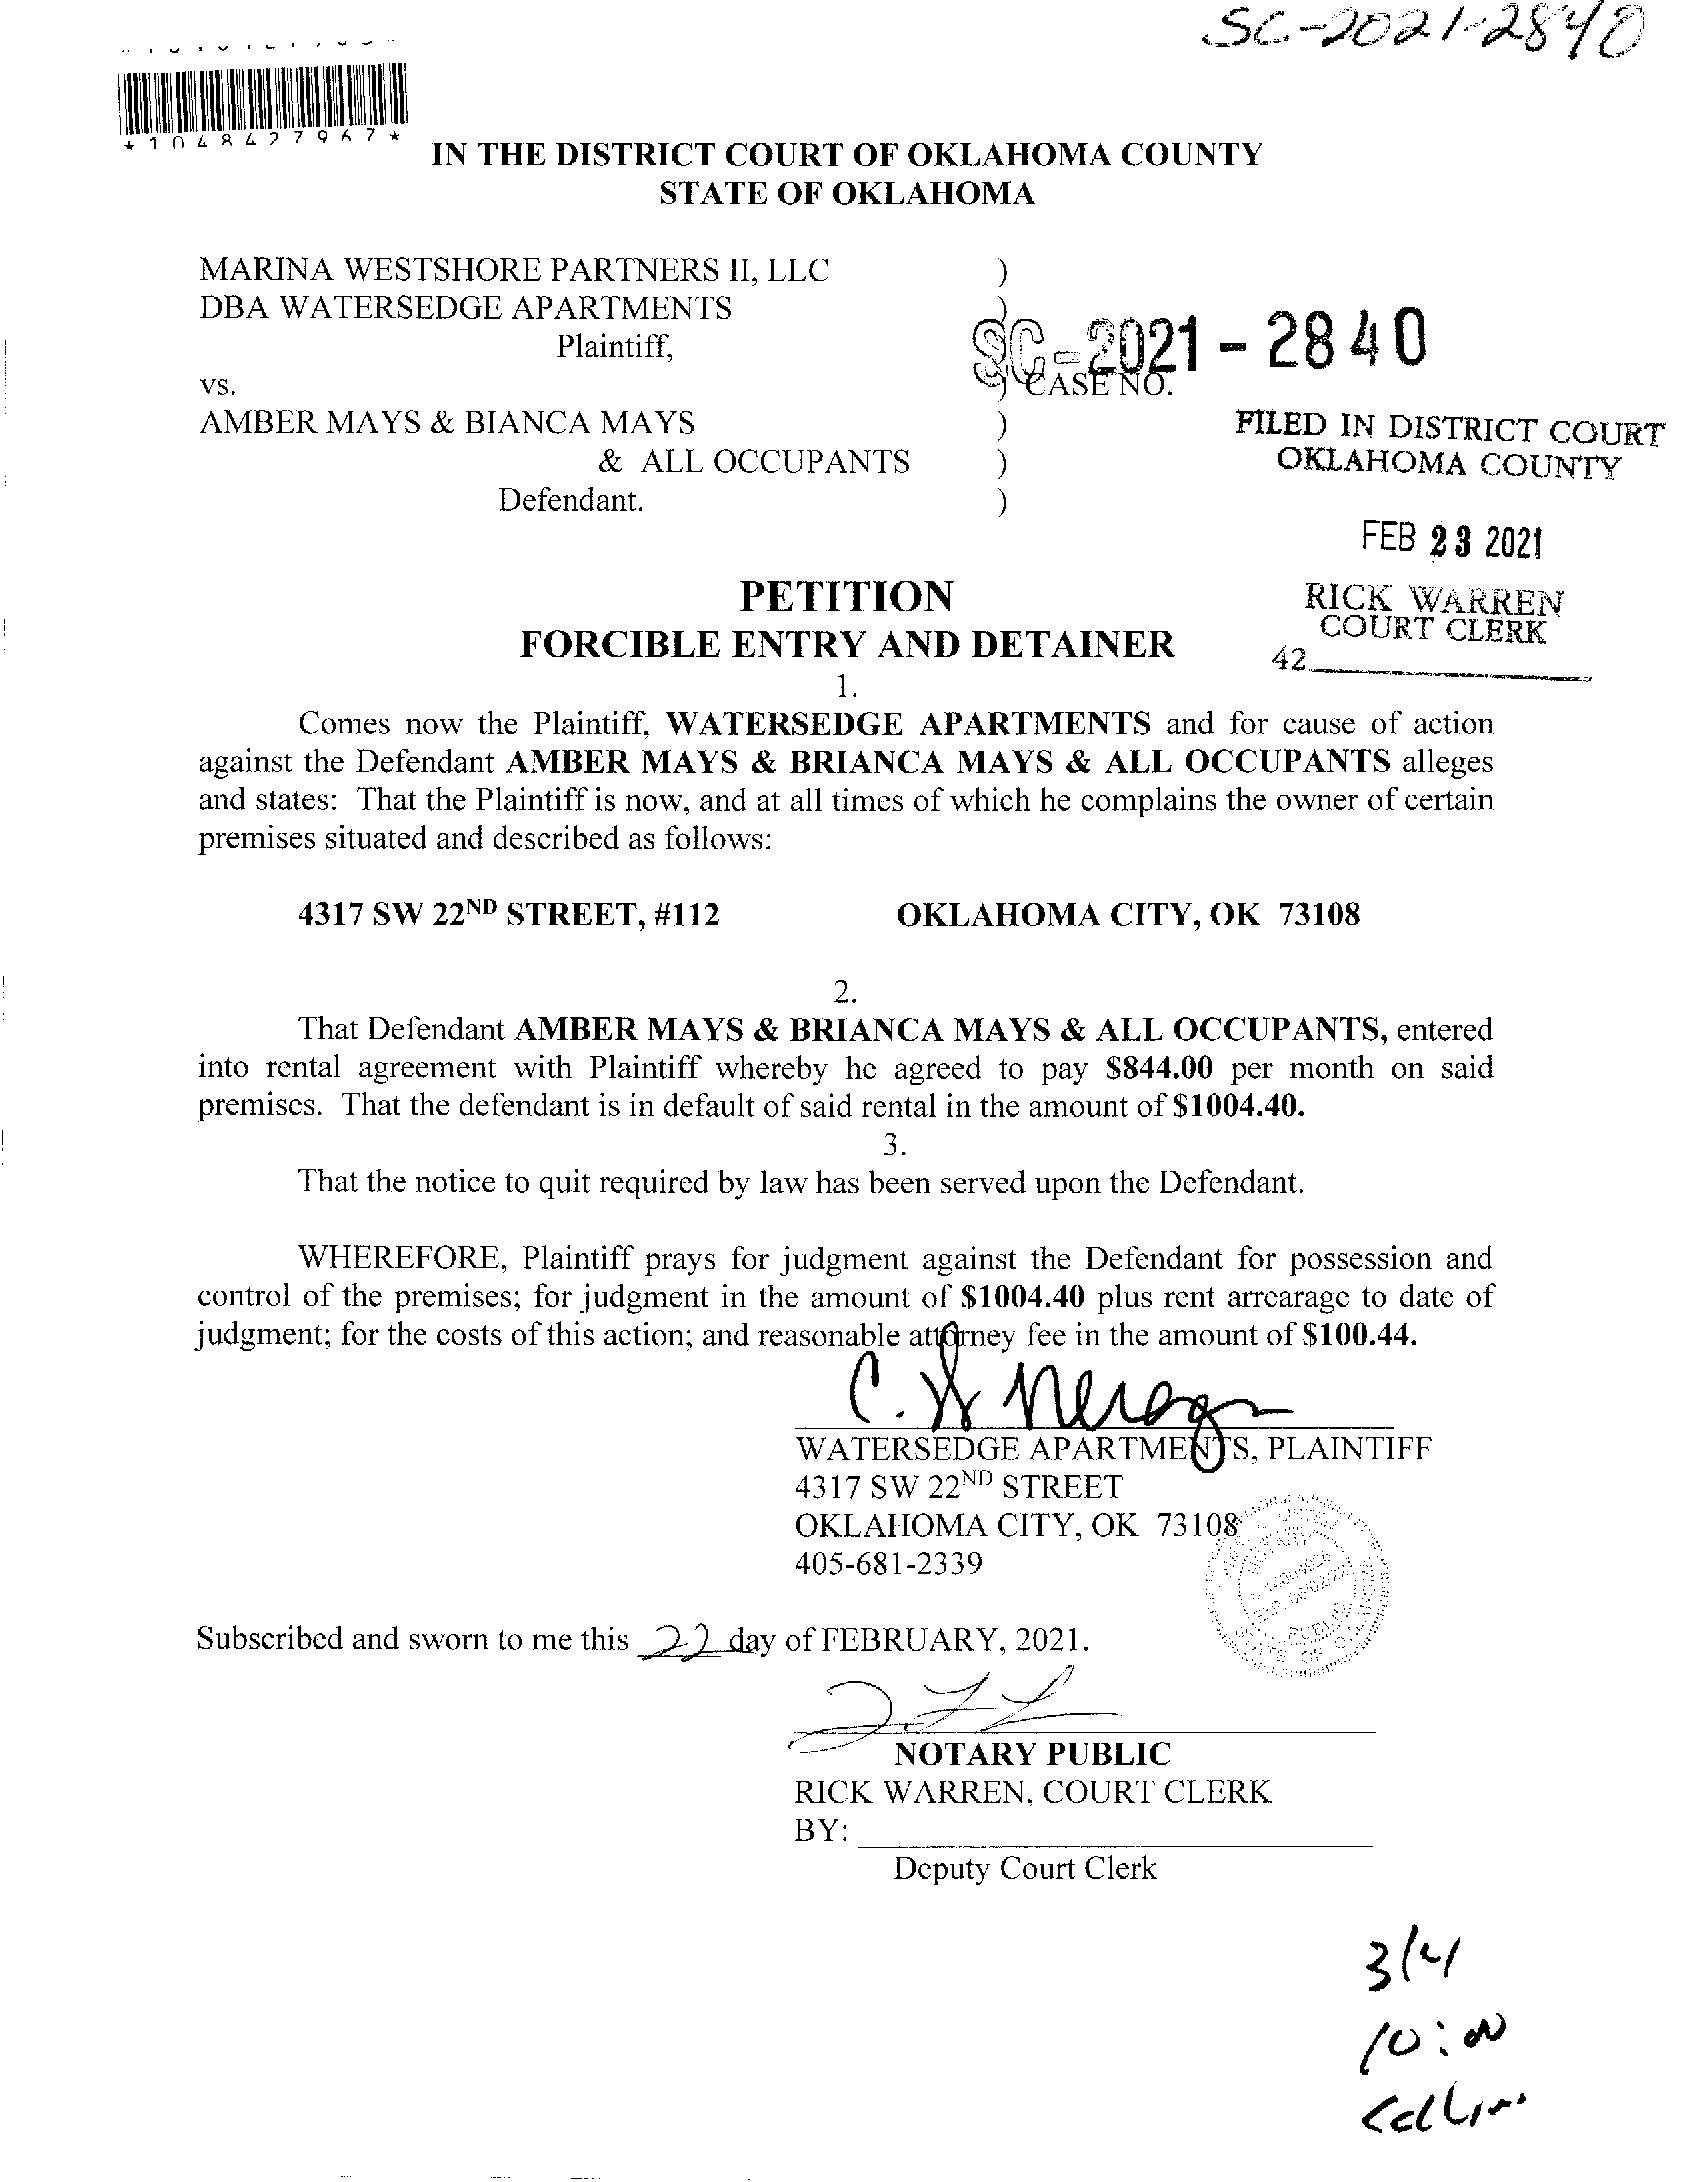 SC-2021-2840
*1048427967*
IN THE DISTRICT COURT OF OKLAHOMA COUNTY
STATE OF OKLAHOMA
MARINA WESTSHORE PARTNERS II, LLC )
DBA WATERSEDGE APARTMENTS )
Plaintiff, SC-2021-2840
vs. ) CASE NO.
AMBER MAYS & BIANCA MAYS )
& ALL OCCUPANTS )
Defendant. )
FILED IN DISTRICT COURT
OKLAHOMA COUNTY
FEB 23 2021
RICK WARREN
COURT CLERK
42
PETITION
FORCIBLE ENTRY AND DETAINER
1.
Comes now the Plaintiff, WATERSEDGE APARTMENTS and for cause of action
against the Defendant AMBER MAYS & BRIANCA MAYS & ALL OCCUPANTS alleges
and states: That the Plaintiff is now, and at all times of which he complains the owner of certain
premises situated and described as follows:
4317 SW 22ND STREET, #112 OKLAHOMA CITY, OK 73108
2.
That Defendant AMBER MAYS & BRIANCA MAYS & ALL OCCUPANTS, entered
into rental agreement with Plaintiff whereby he agreed to pay $844.00 per month on said
premises. That the defendant is in default of said rental in the amount of $1004.40.
3.
That the notice to quit required by law has been served upon the Defendant.
WHEREFORE, Plaintiff prays for judgment against the Defendant for possession and
control of the premises; for judgment in the amount of $1004.40 plus rent arrearage to date of
judgment; for the costs of this action; and reasonable attorney fee in the amount of $100.44.
WATERSEDGE APARTMENTS, PLAINTIFF
4317 SW 22ND STREET
OKLAHOMA CITY, OK 73108
405-681-2339
Subscribed and sworn to me this 22 day of FEBRUARY, 2021.
NOTARY PUBLIC
RICK WARREN, COURT CLERK
BY:
Deputy Court Clerk
3/4
10:00